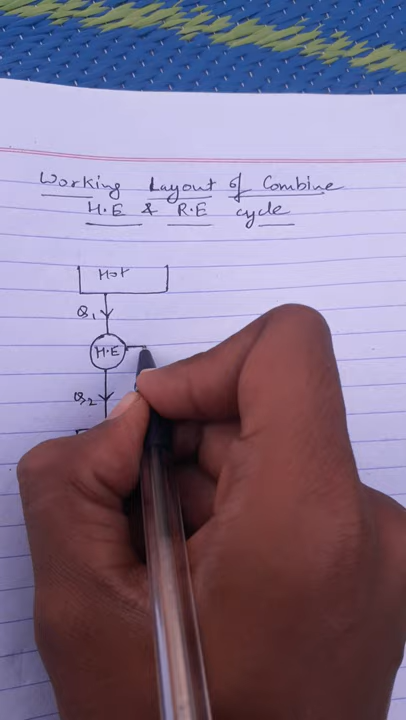 Working Layout of Combine
H.E & R.E cycle
Hot
Q1
H.E
Q2